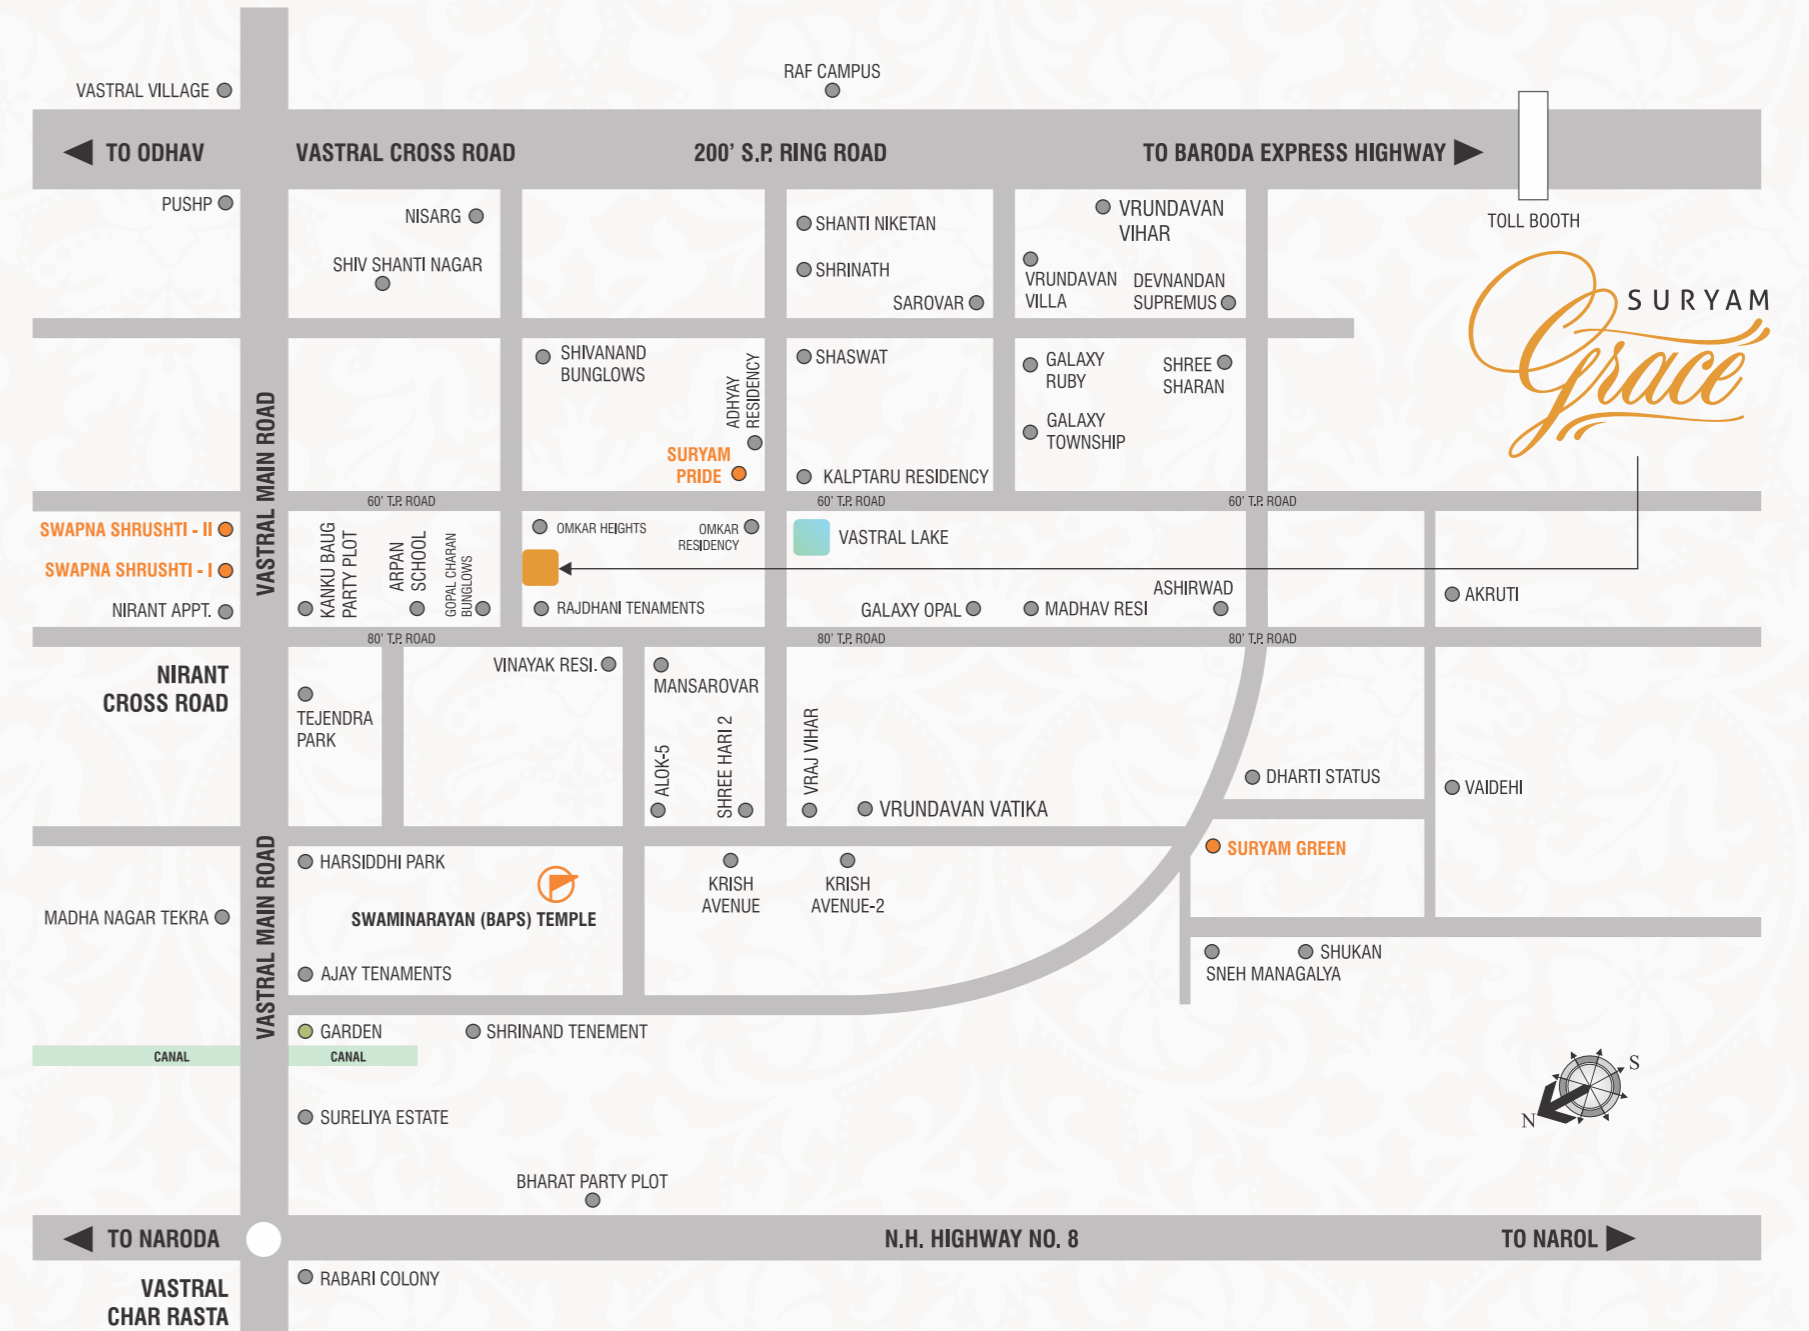 RAF CAMPUS
VASTRAL VILLAGE
TO ODHAV
VASTRAL CROSS ROAD
200' S.P. RING ROAD
TO BARODA EXPRESS HIGHWAY
PUSHP
NISARG
SHANTI NIKETAN
VRUNDAVAN
VIHAR
TOLL BOOTH
SHIV SHANTI NAGAR
SHRINATH
SAROVAR
VRUNDAVAN
VILLA
DEVNANDAN
SUPREMUS
SURYAM
Grace
SHIVANAND
BUNGLOWS
ADHYAY
RESIDENCY
SHASWAT
GALAXY
RUBY
SHREE
SHARAN
GALAXY
TOWNSHIP
SURYAM
PRIDE
KALPTARU RESIDENCY
VASTRAL MAIN ROAD
60' T.P. ROAD
60' T.P. ROAD
60' T.P. ROAD
SWAPNA SHRUSHTI - II
SWAPNA SHRUSHTI - I
NIRANT APPT.
KANKU BAUG
PARTY PLOT
ARPAN
SCHOOL
GOPAL CHARAN
BUNGLOWS
OMKAR HEIGHTS
OMKAR
RESIDENCY
VASTRAL LAKE
RAJDHANI TENAMENTS
GALAXY OPAL
MADHAV RESI
ASHIRWAD
AKRUTI
80' T.P. ROAD
80' T.P. ROAD
80' T.P. ROAD
NIRANT
CROSS ROAD
TEJENDRA
PARK
VINAYAK RESI.
MANSAROVAR
ALOK-5
SHREE HARI 2
VRAJ VIHAR
VRUNDAVAN VATIKA
DHARTI STATUS
VAIDEHI
VASTRAL MAIN ROAD
HARSIDDHI PARK
SWAMINARAYAN (BAPS) TEMPLE
KRISH
AVENUE
KRISH
AVENUE-2
SURYAM GREEN
MADHA NAGAR TEKRA
AJAY TENAMENTS
SHUKAN
SNEH MANAGALYA
GARDEN
SHRINAND TENEMENT
CANAL
CANAL
S
N
SURELIYA ESTATE
BHARAT PARTY PLOT
TO NARODA
N.H. HIGHWAY NO. 8
TO NAROL
VASTRAL
CHAR RASTA
RABARI COLONY